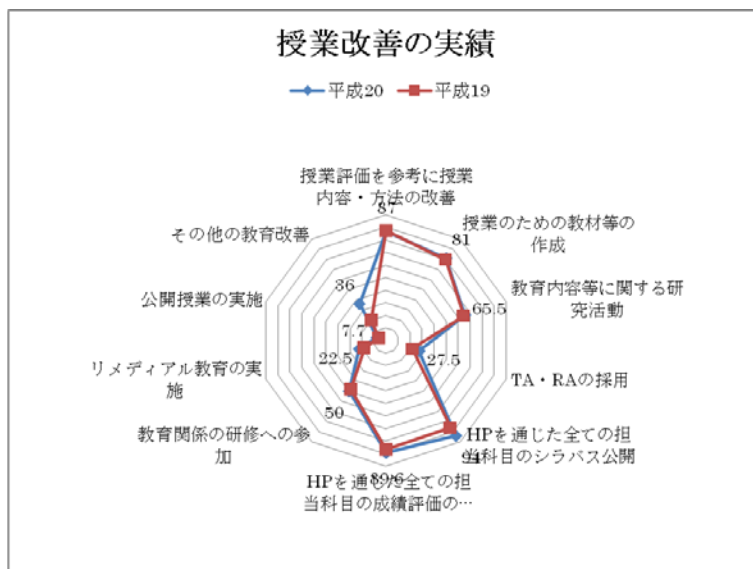 授業改善の実績
平成20
平成19
授業評価を参考に授業
内容・方法の改善
87
授業のための教材等の
作成
81
教育内容等に関する研
究活動
65.5
TA・RAの採用
27.5
HPを通じた全ての担
当科目のシラバス公開
94
HPを通じた全ての担
当科目の成績評価の…
89.6
教育関係の研修への参
加
50
リメディアル教育の実
施
22.5
公開授業の実施
7.7
その他の教育改善
36